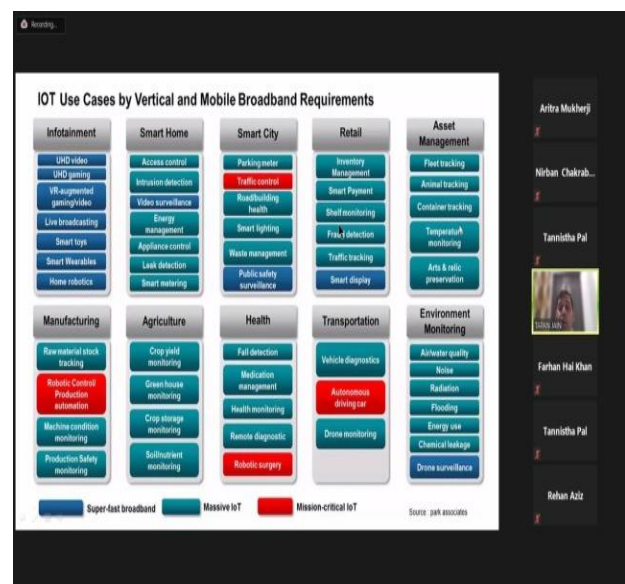 Recording...
IOT Use Cases by Vertical and Mobile Broadband Requirements
Infotainment
UHD video
UHD gaming
VR-augmented
gaming/video
Live broadcasting
Smart toys
Smart Wearables
Home robotics
Smart Home
Access control
Intrusion detection
Video surveillance
Energy
management
Appliance control
Leak detection
Smart metering
Smart City
Parking meter
Traffic control
Road/building
health
Smart lighting
Waste management
Public safety
surveillance
Retail
Inventory
Management
Smart Payment
Shelf monitoring
Fraud detection
Traffic tracking
Smart display
Asset
Management
Fleet tracking
Animal tracking
Container tracking
Temperature
monitoring
Arts & relic
preservation
Manufacturing
Raw material stock
tracking
Robotic Control/
Production
automation
Machine condition
monitoring
Production Safety
monitoring
Agriculture
Crop yield
monitoring
Green house
monitoring
Crop storage
monitoring
Soil/nutrient
monitoring
Health
Fall detection
Medication
management
Health monitoring
Remote diagnostic
Robotic surgery
Transportation
Vehicle diagnostics
Autonomous
driving car
Drone monitoring
Environment
Monitoring
Air/water quality
Noise
Radiation
Flooding
Energy use
Chemical leakage
Drone surveillance
Super-fast broadband
Massive IoT
Mission-critical IoT
Source : park associates
Aritra Mukherji
Nirban Chakrab...
Tannistha Pal
JAIN
Farhan Hai Khan
Tannistha Pal
Rehan Aziz